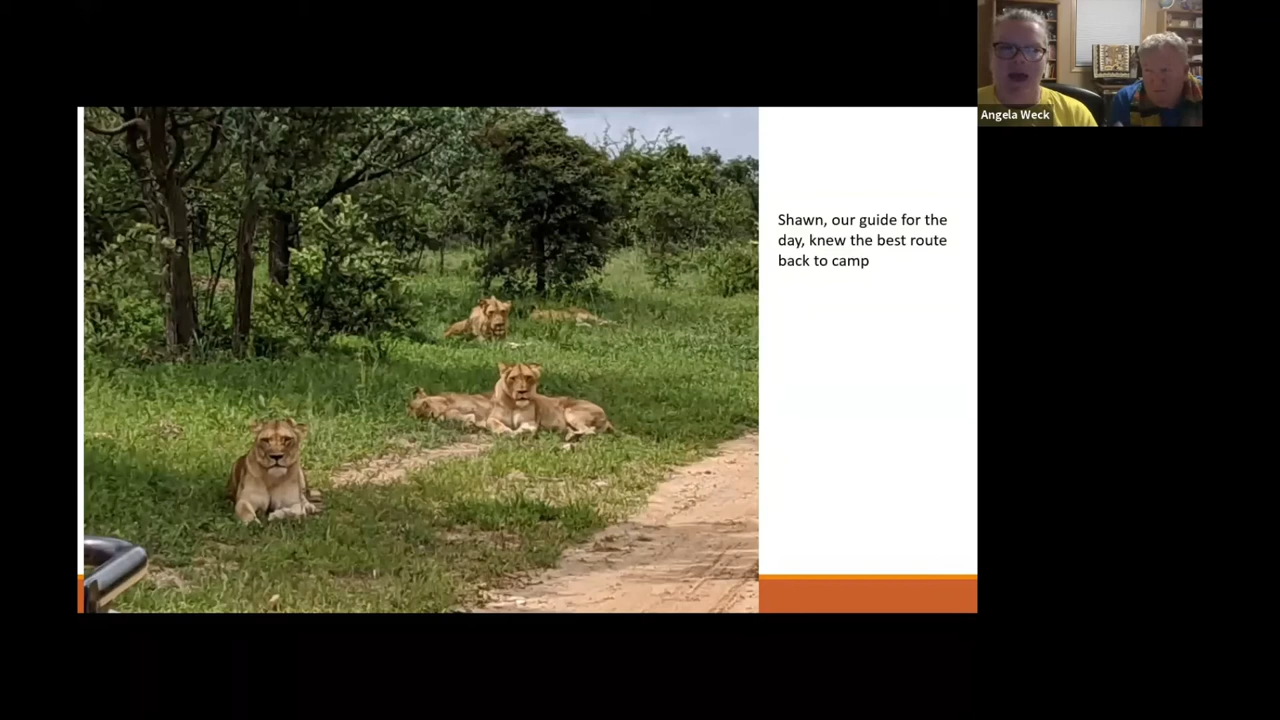 Angela Weck
Shawn, our guide for the
day, knew the best route
back to camp